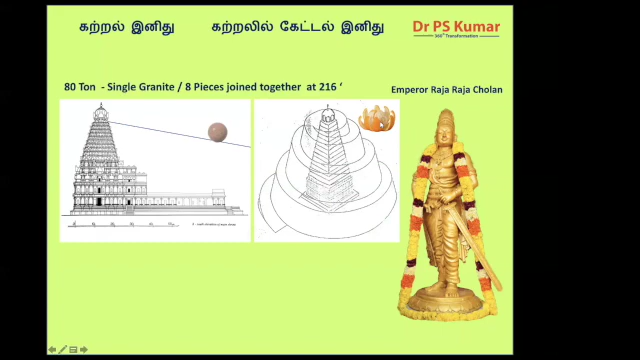 கற்றல் இனிது கற்றலில் கேட்டல் இனிது
Dr PS Kumar
360° Transformation
80 Ton - Single Granite / 8 Pieces joined together at 216 ‘
Emperor Raja Raja Cholan